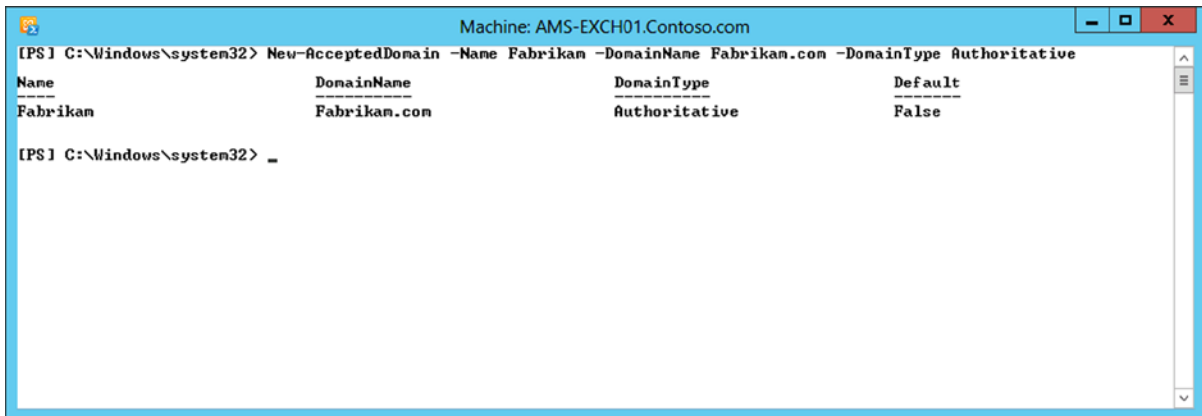 Machine: AMS-EXCH01.Contoso.com
[PS] C:\Windows\system32> New-AcceptedDomain -Name Fabrikam -DomainName Fabrikam.com -DomainType Authoritative
Name DomainName DomainType Default
---- ---------- ---------- -------
Fabrikam Fabrikam.com Authoritative False
[PS] C:\Windows\system32> _